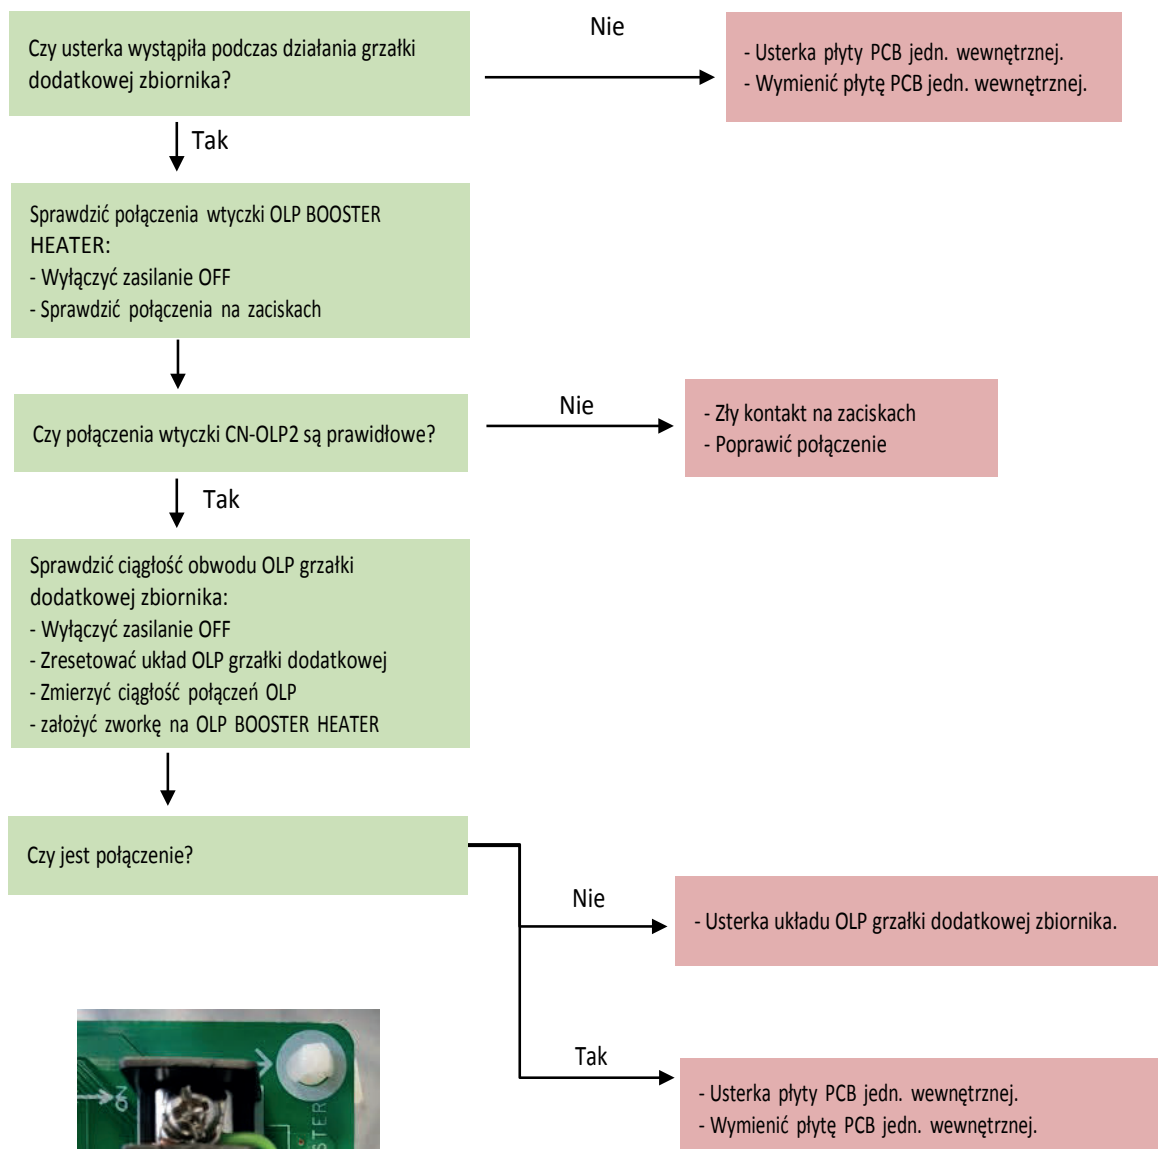 Czy usterka wystąpiła podczas działania grzałki
dodatkowej zbiornika?
Nie
- Usterka płyty PCB jedn. wewnętrznej.
- Wymienić płytę PCB jedn. wewnętrznej.
Tak
Sprawdzić połączenia wtyczki OLP BOOSTER
HEATER:
- Wyłączyć zasilanie OFF
- Sprawdzić połączenia na zaciskach
Czy połączenia wtyczki CN-OLP2 są prawidłowe?
Nie
- Zły kontakt na zaciskach
- Poprawić połączenie
Tak
Sprawdzić ciągłość obwodu OLP grzałki
dodatkowej zbiornika:
- Wyłączyć zasilanie OFF
- Zresetować układ OLP grzałki dodatkowej
- Zmierzyć ciągłość połączeń OLP
- założyć zworkę na OLP BOOSTER HEATER
Czy jest połączenie?
Nie
- Usterka układu OLP grzałki dodatkowej zbiornika.
Tak
- Usterka płyty PCB jedn. wewnętrznej.
- Wymienić płytę PCB jedn. wewnętrznej.